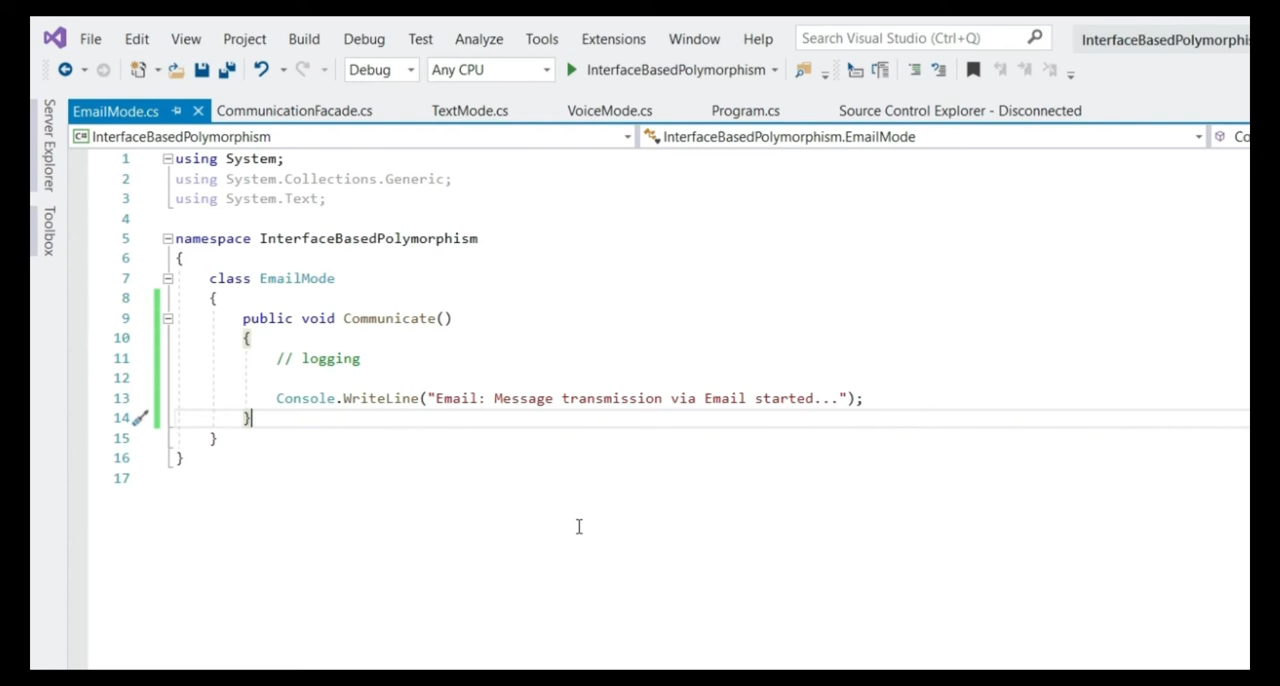 File Edit View Project Build Debug Test Analyze Tools Extensions Window Help Search Visual Studio (Ctrl+Q) InterfaceBasedPolymorphi
Debug Any CPU InterfaceBasedPolymorphism
Server Explorer
Toolbox
EmailMode.cs CommunicationFacade.cs TextMode.cs VoiceMode.cs Program.cs Source Control Explorer - Disconnected
C# InterfaceBasedPolymorphism InterfaceBasedPolymorphism.EmailMode Co
1 using System;
2 using System.Collections.Generic;
3 using System.Text;
4
5 namespace InterfaceBasedPolymorphism
6 {
7 class EmailMode
8 {
9 public void Communicate()
10 {
11 // logging
12
13 Console.WriteLine("Email: Message transmission via Email started...");
14 }
15 }
16 }
17